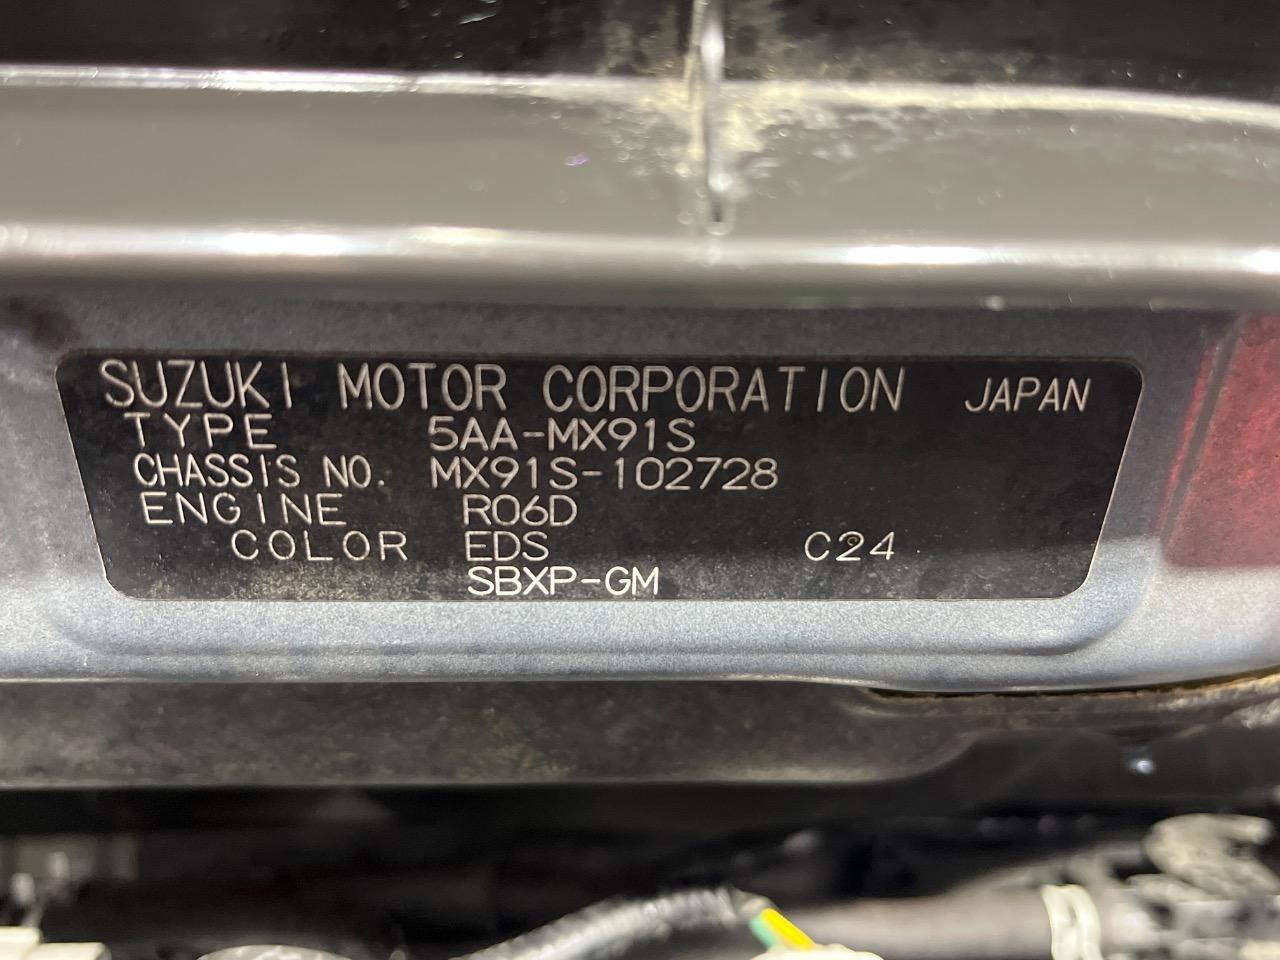 SUZUKI MOTOR CORPORATION JAPAN
TYPE 5AA-MX91S
CHASSIS NO. MX91S-102728
ENGINE R06D
COLOR EDS C24
SBXP-GM